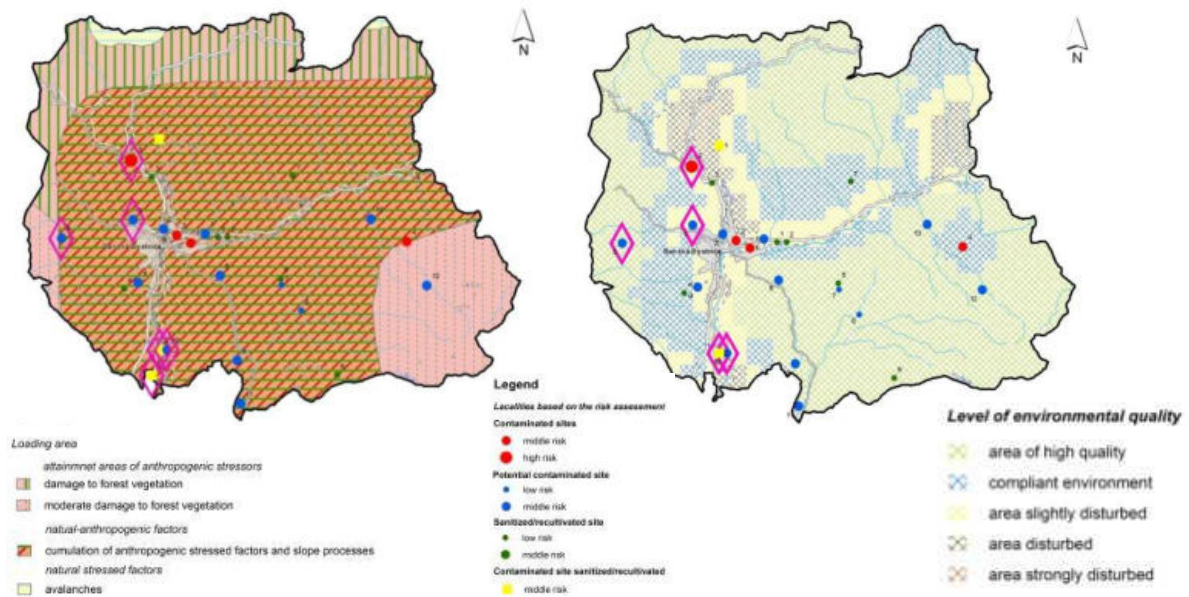 N
N
Loading area
attainmnet areas of anthropogenic stressors
damage to forest vegetation
moderate damage to forest vegetation
natual-anthropogenic factors
cumulation of anthropogenic stressed factors and slope processes
natural stressed factors
avalanches
Legend
Localities based on the risk assessment
Contaminated sites
middle risk
high risk
Potential contaminated site
low risk
middle risk
Sanitized/recultivated site
low risk
middle risk
Contaminated site sanitized/recultivated
middle risk
Level of environmental quality
area of high quality
compliant environment
area slightly disturbed
area disturbed
area strongly disturbed